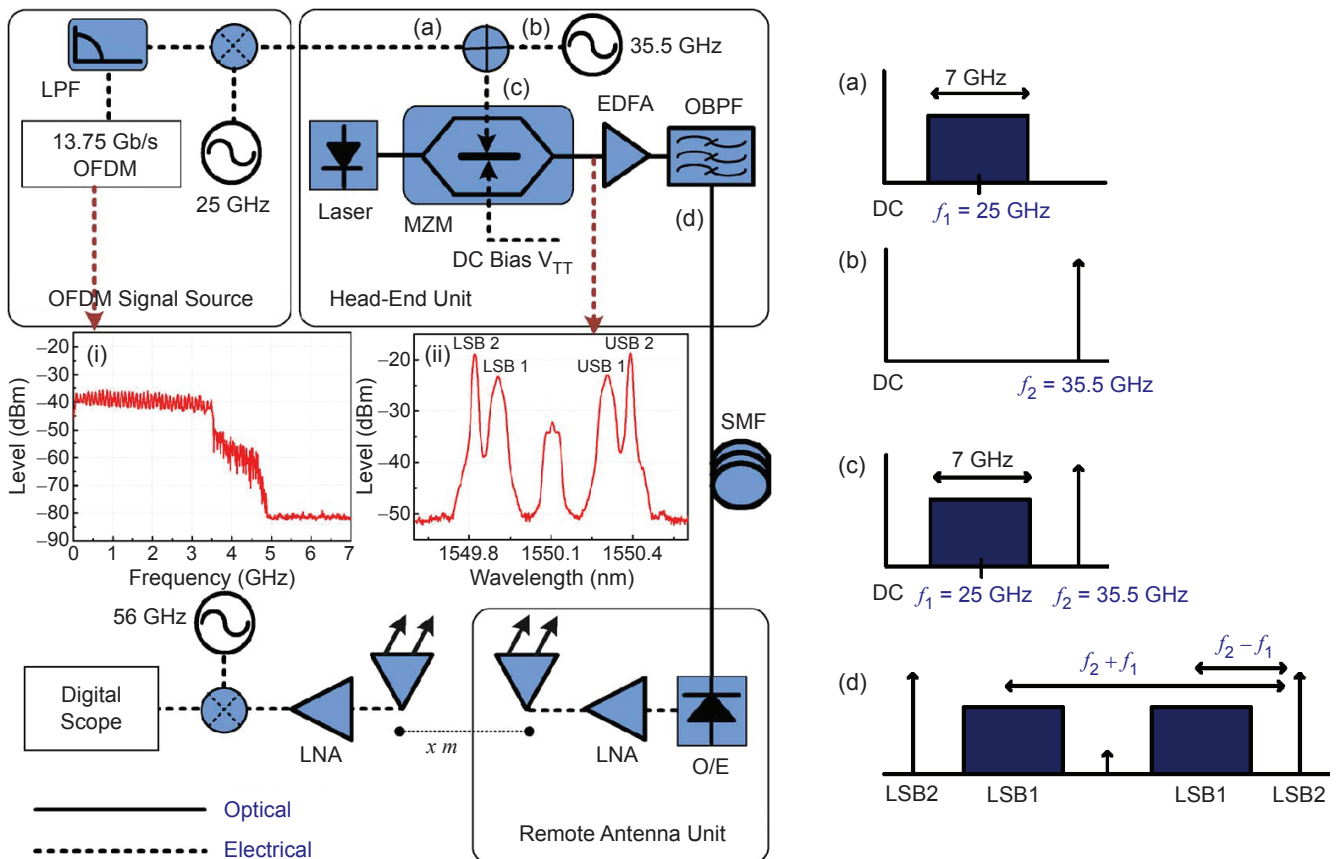 (a)
(b)
35.5 GHz
LPF
(c)
13.75 Gb/s
OFDM
25 GHz
EDFA
OBPF
Laser
MZM
(d)
DC Bias V_TT
OFDM Signal Source
Head-End Unit
(i)
Level (dBm)
–15
–20
–30
–40
–50
–60
–70
–80
–90
0
1
2
3
4
5
6
7
Frequency (GHz)
(ii)
LSB 2
LSB 1
USB 1
USB 2
Level (dBm)
–20
–30
–40
–50
1549.8
1550.1
1550.4
Wavelength (nm)
SMF
56 GHz
Digital
Scope
LNA
x m
LNA
O/E
Remote Antenna Unit
Optical
Electrical
(a)
7 GHz
DC
f1 = 25 GHz
(b)
DC
f2 = 35.5 GHz
(c)
7 GHz
DC
f1 = 25 GHz
f2 = 35.5 GHz
(d)
f2 + f1
f2 – f1
LSB2
LSB1
LSB1
LSB2